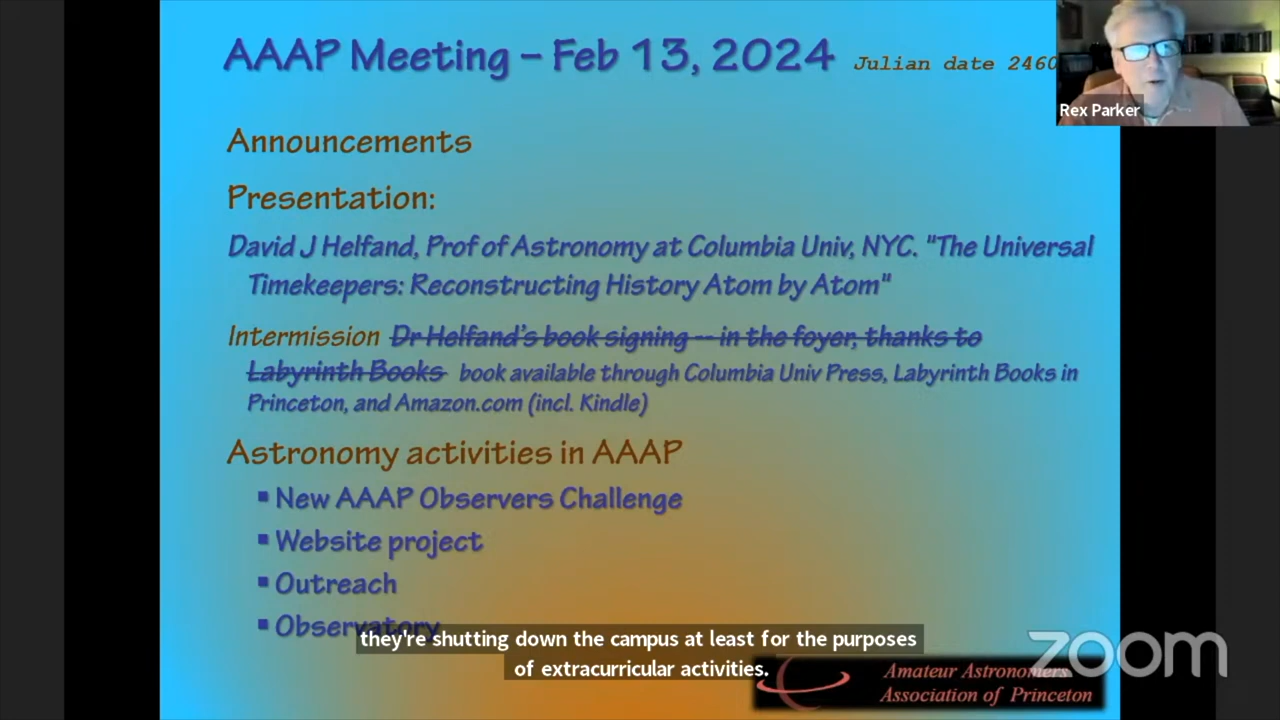 AAAP Meeting – Feb 13, 2024 Julian date 2460
Rex Parker
Announcements
Presentation:
David J Helfand, Prof of Astronomy at Columbia Univ, NYC. "The Universal
Timekeepers: Reconstructing History Atom by Atom"
Intermission Dr Helfand's book signing -- in the foyer, thanks to
Labyrinth Books book available through Columbia Univ Press, Labyrinth Books in
Princeton, and Amazon.com (incl. Kindle)
Astronomy activities in AAAP
▪ New AAAP Observers Challenge
▪ Website project
▪ Outreach
▪ Observatory
they're shutting down the campus at least for the purposes
of extracurricular activities.
zoom
Amateur Astronomers
Association of Princeton